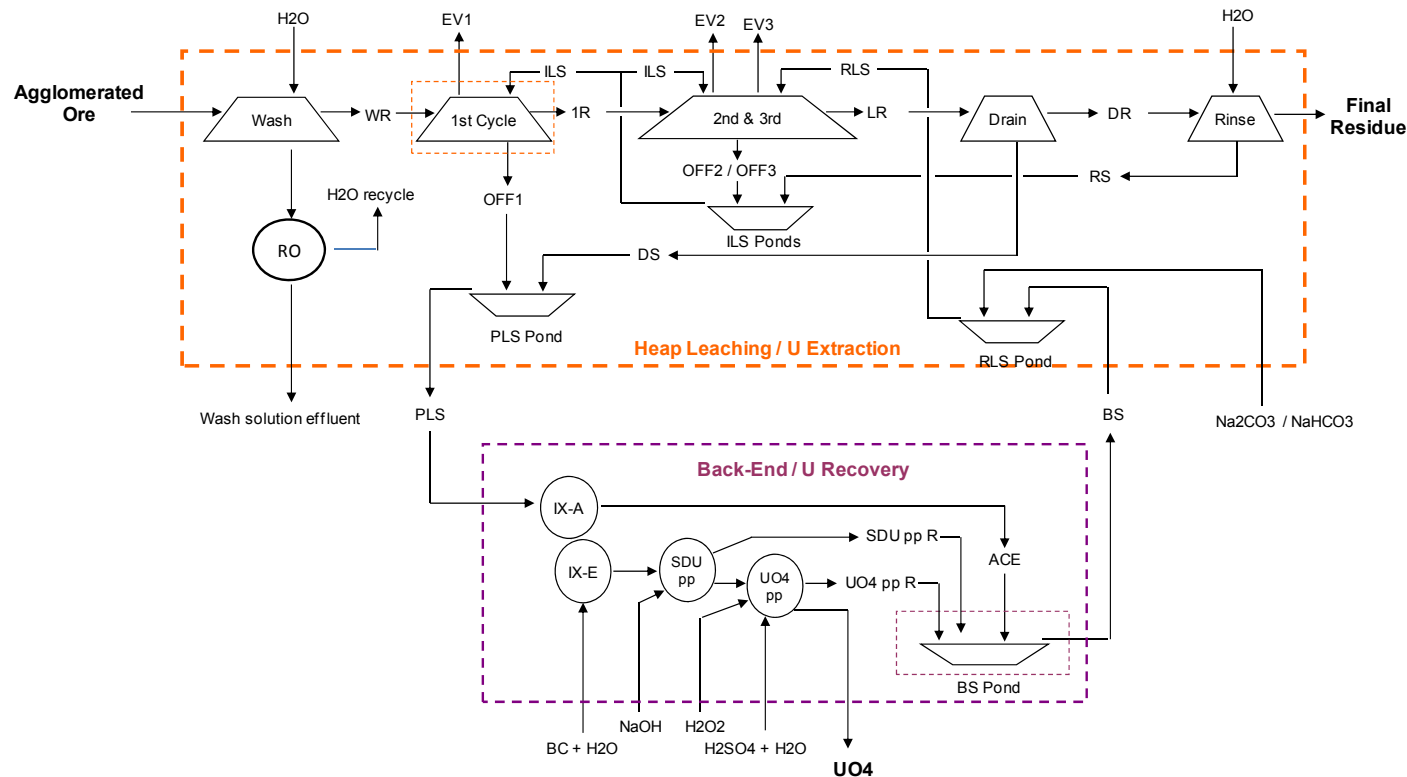 H2O
EV1
EV2
EV3
H2O
ILS
ILS
RLS
Agglomerated
Ore
Wash
WR
1st Cycle
1R
2nd & 3rd
LR
Drain
DR
Rinse
Final
Residue
OFF1
OFF2 / OFF3
RS
H2O recycle
RO
ILS Ponds
DS
PLS Pond
RLS Pond
Heap Leaching / U Extraction
Wash solution effluent
PLS
BS
Na2CO3 / NaHCO3
Back-End / U Recovery
IX-A
SDU pp R
ACE
IX-E
SDU
pp
UO4
pp
UO4 pp R
BS Pond
NaOH
H2O2
BC + H2O
H2SO4 + H2O
UO4